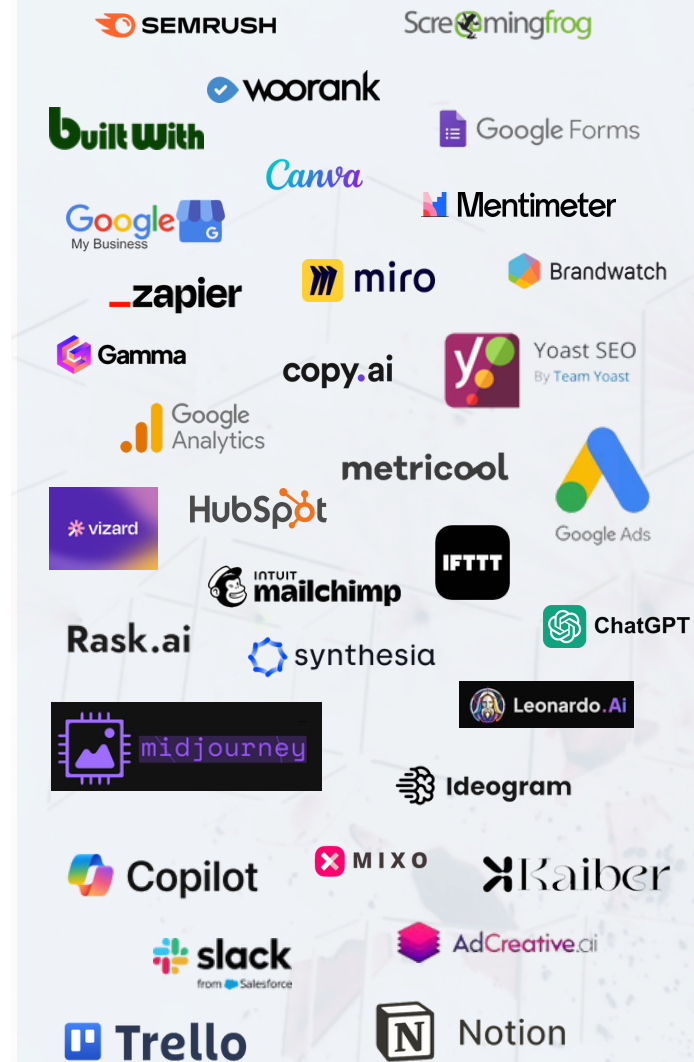 SEMRUSH
Screamingfrog
woorank
builtwith
Google Forms
Canva
Mentimeter
Google
My Business
G
miro
Brandwatch
_zapier
Gamma
copy.ai
y
Yoast SEO
By Team Yoast
Google
Analytics
metricool
HubSpot
vizard
Google Ads
IFTTT
INTUIT
mailchimp
ChatGPT
Rask.ai
synthesia
Leonardo.Ai
midjourney
Ideogram
MIXO
Copilot
Kaiber
slack
from Salesforce
AdCreative.ai
Trello
N
Notion